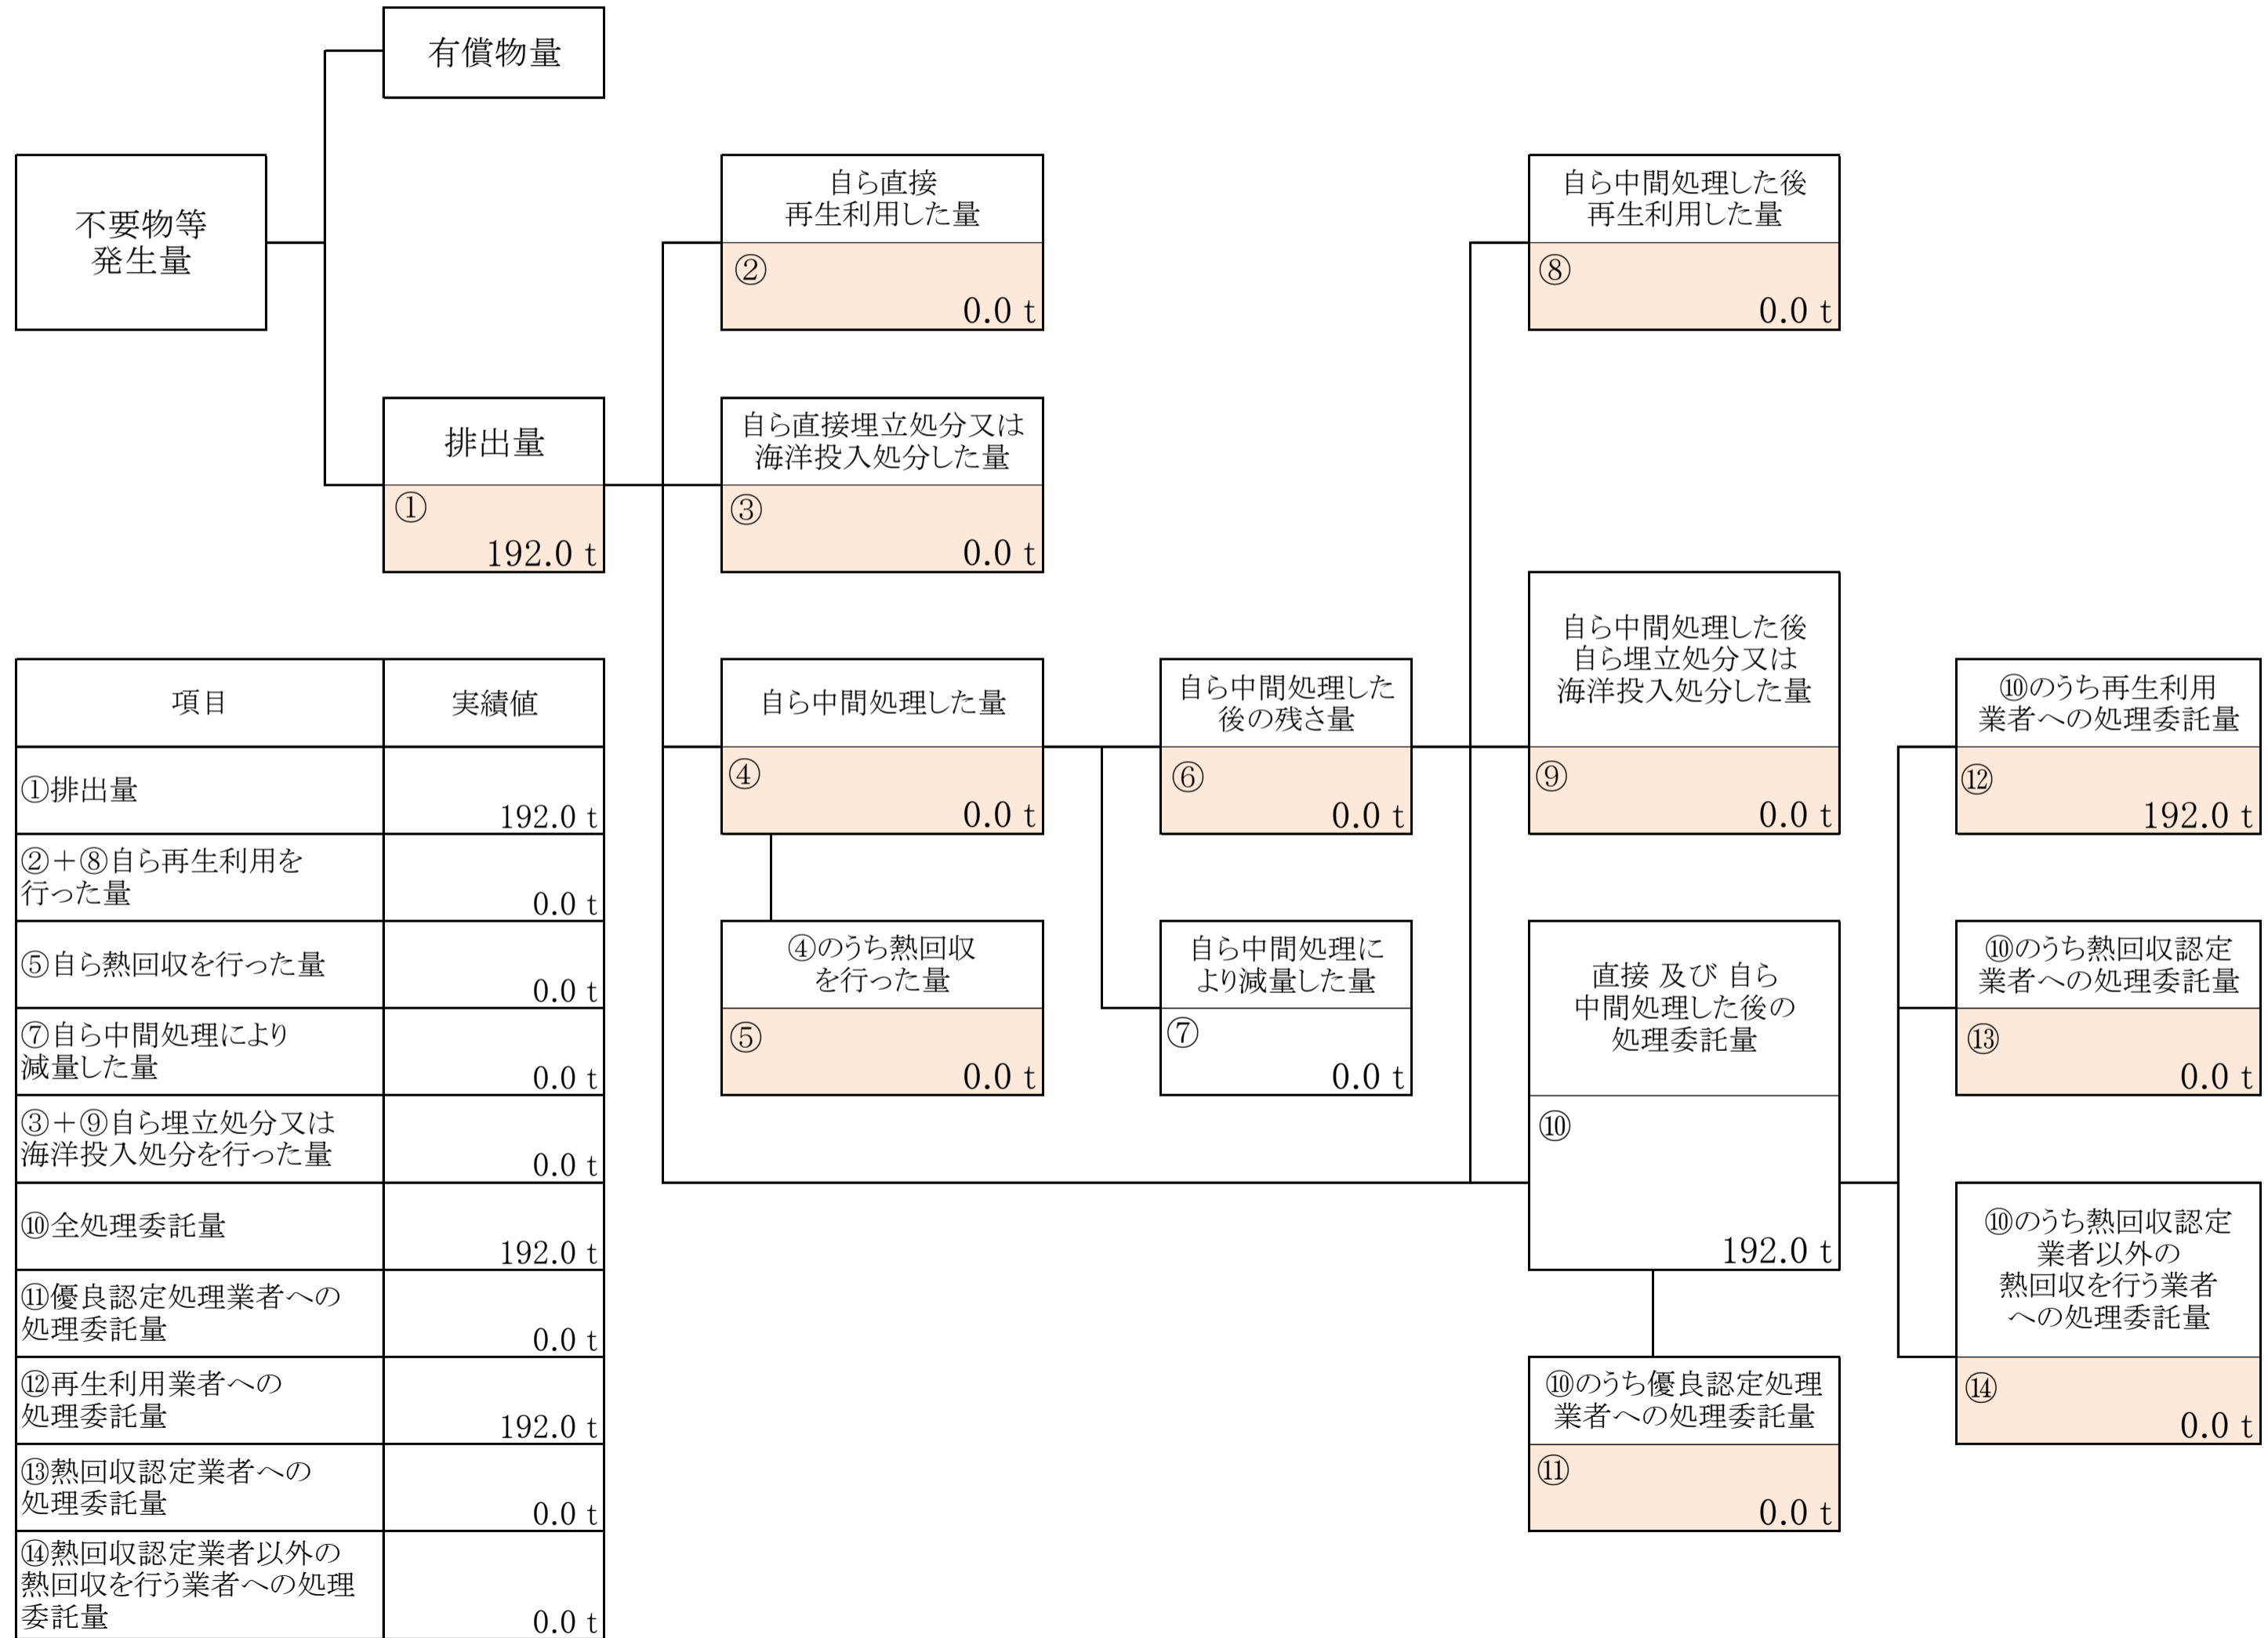 有償物量
不要物等
発生量
排出量
①
192.0 t
自ら直接
再生利用した量
②
0.0 t
自ら直接埋立処分又は
海洋投入処分した量
③
0.0 t
自ら中間処理した量
④
0.0 t
④のうち熱回収
を行った量
⑤
0.0 t
自ら中間処理した
後の残さ量
⑥
0.0 t
自ら中間処理に
より減量した量
⑦
0.0 t
自ら中間処理した後
再生利用した量
⑧
0.0 t
自ら中間処理した後
自ら埋立処分又は
海洋投入処分した量
⑨
0.0 t
直接 及び 自ら
中間処理した後の
処理委託量
⑩
192.0 t
⑩のうち優良認定処理
業者への処理委託量
⑪
0.0 t
⑩のうち再生利用
業者への処理委託量
⑫
192.0 t
⑩のうち熱回収認定
業者への処理委託量
⑬
0.0 t
⑩のうち熱回収認定
業者以外の
熱回収を行う業者
への処理委託量
⑭
0.0 t
項目 実績値
①排出量
192.0 t
②+⑧自ら再生利用を
行った量
0.0 t
⑤自ら熱回収を行った量
0.0 t
⑦自ら中間処理により
減量した量
0.0 t
③+⑨自ら埋立処分又は
海洋投入処分を行った量
0.0 t
⑩全処理委託量
192.0 t
⑪優良認定処理業者への
処理委託量
0.0 t
⑫再生利用業者への
処理委託量
192.0 t
⑬熱回収認定業者への
処理委託量
0.0 t
⑭熱回収認定業者以外の
熱回収を行う業者への処理
委託量
0.0 t